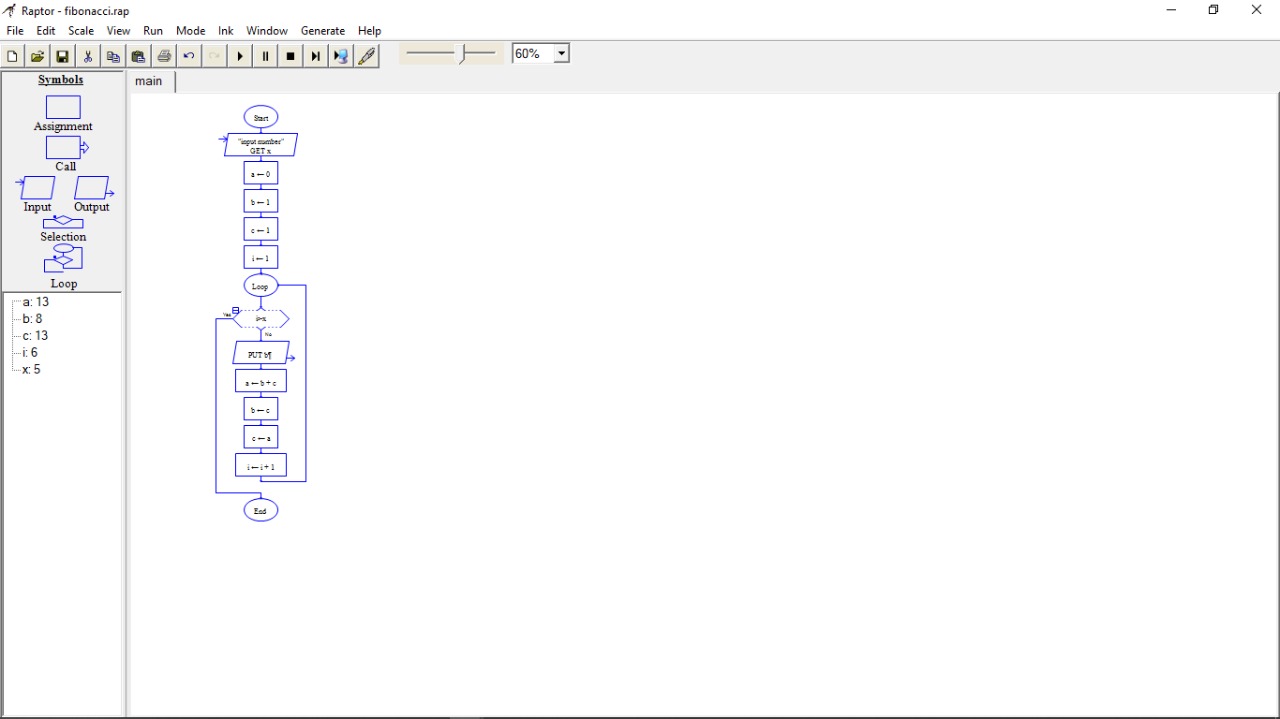 Raptor - fibonacci.rap
File Edit Scale View Run Mode Ink Window Generate Help
60%
Symbols
Assignment
Call
Input Output
Selection
Loop
a: 13
b: 8
c: 13
i: 6
x: 5
main
Start
"input number"
GET x
a ← 0
b ← 1
c ← 1
i ← 1
Loop
Yes
i>x
No
PUT b¶
a ← b + c
b ← c
c ← a
i ← i + 1
End